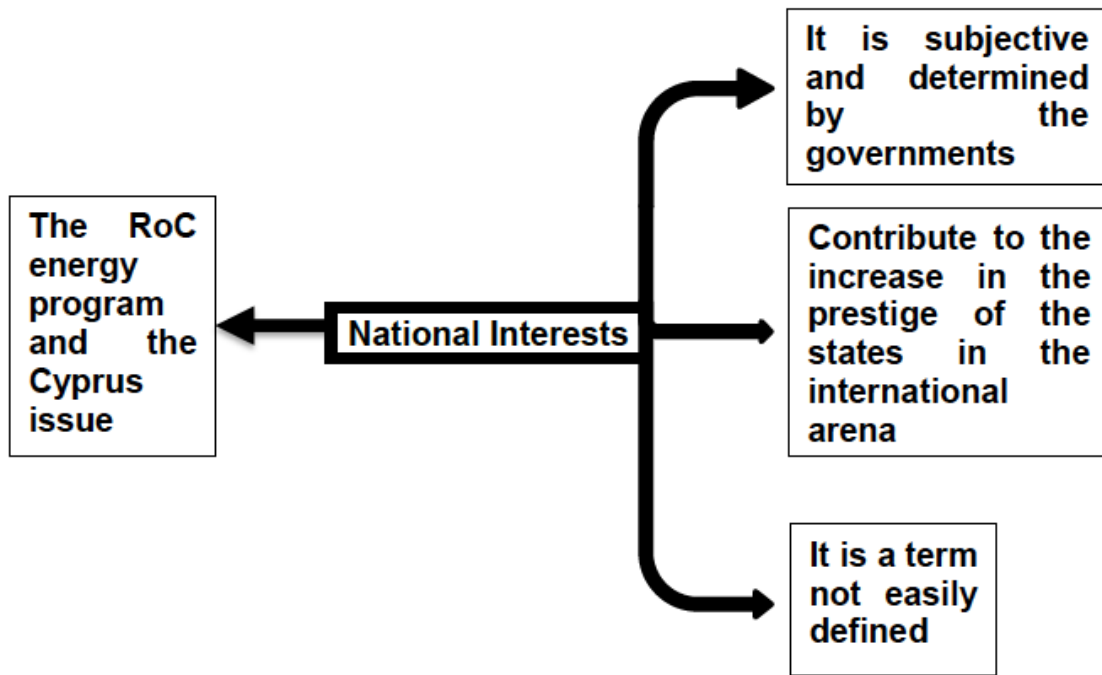 It is subjective
and determined
by the
governments
The RoC
energy
program
and the
Cyprus
issue
National Interests
Contribute to the
increase in the
prestige of the
states in the
international
arena
It is a term
not easily
defined